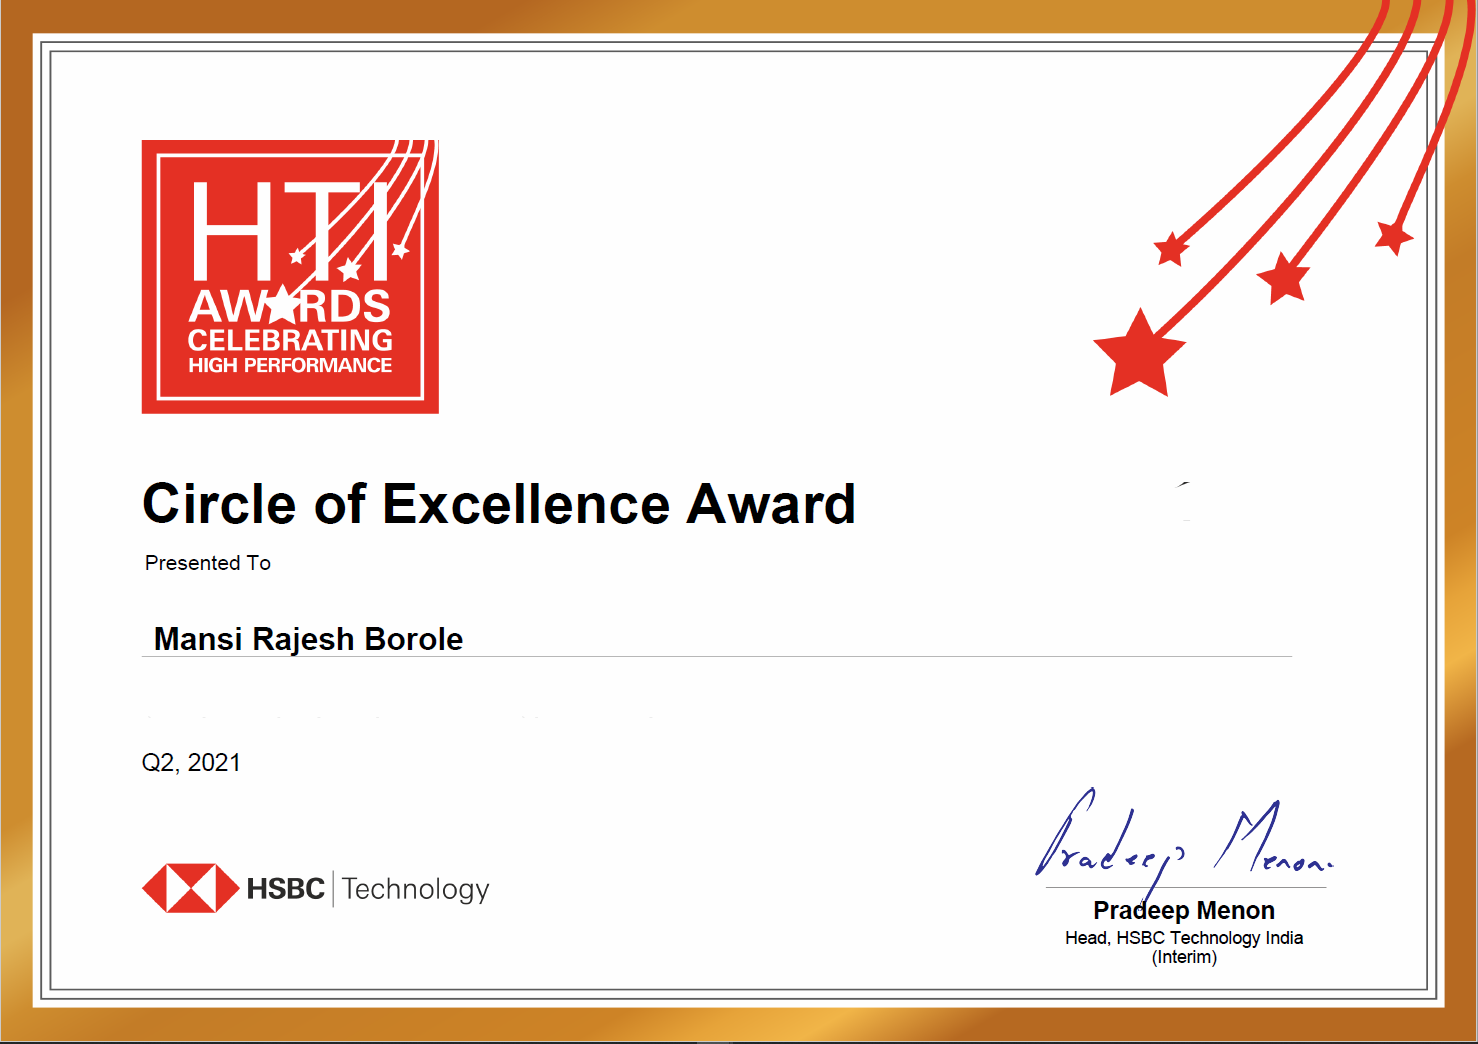 HTI
AWARDS
CELEBRATING
HIGH PERFORMANCE
Circle of Excellence Award
Presented To
Mansi Rajesh Borole
Q2, 2021
HSBC Technology
Pradeep Menon
Pradeep Menon
Head, HSBC Technology India
(Interim)